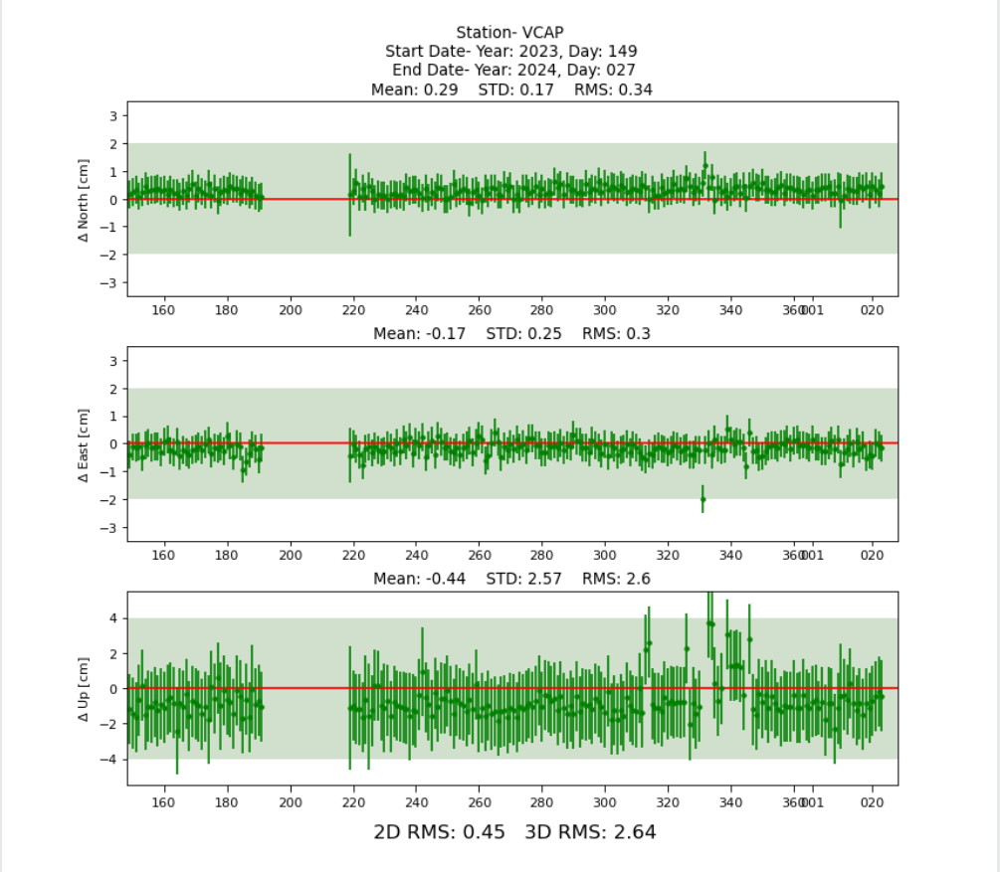 Station- VCAP
Start Date- Year: 2023, Day: 149
End Date- Year: 2024, Day: 027
Mean: 0.29 STD: 0.17 RMS: 0.34
3
2
1
0
−1
−2
−3
Δ North [cm]
160 180 200 220 240 260 280 300 320 340 360 001 020
Mean: -0.17 STD: 0.25 RMS: 0.3
3
2
1
0
−1
−2
−3
Δ East [cm]
160 180 200 220 240 260 280 300 320 340 360 001 020
Mean: -0.44 STD: 2.57 RMS: 2.6
4
2
0
−2
−4
Δ Up [cm]
160 180 200 220 240 260 280 300 320 340 360 001 020
2D RMS: 0.45 3D RMS: 2.64